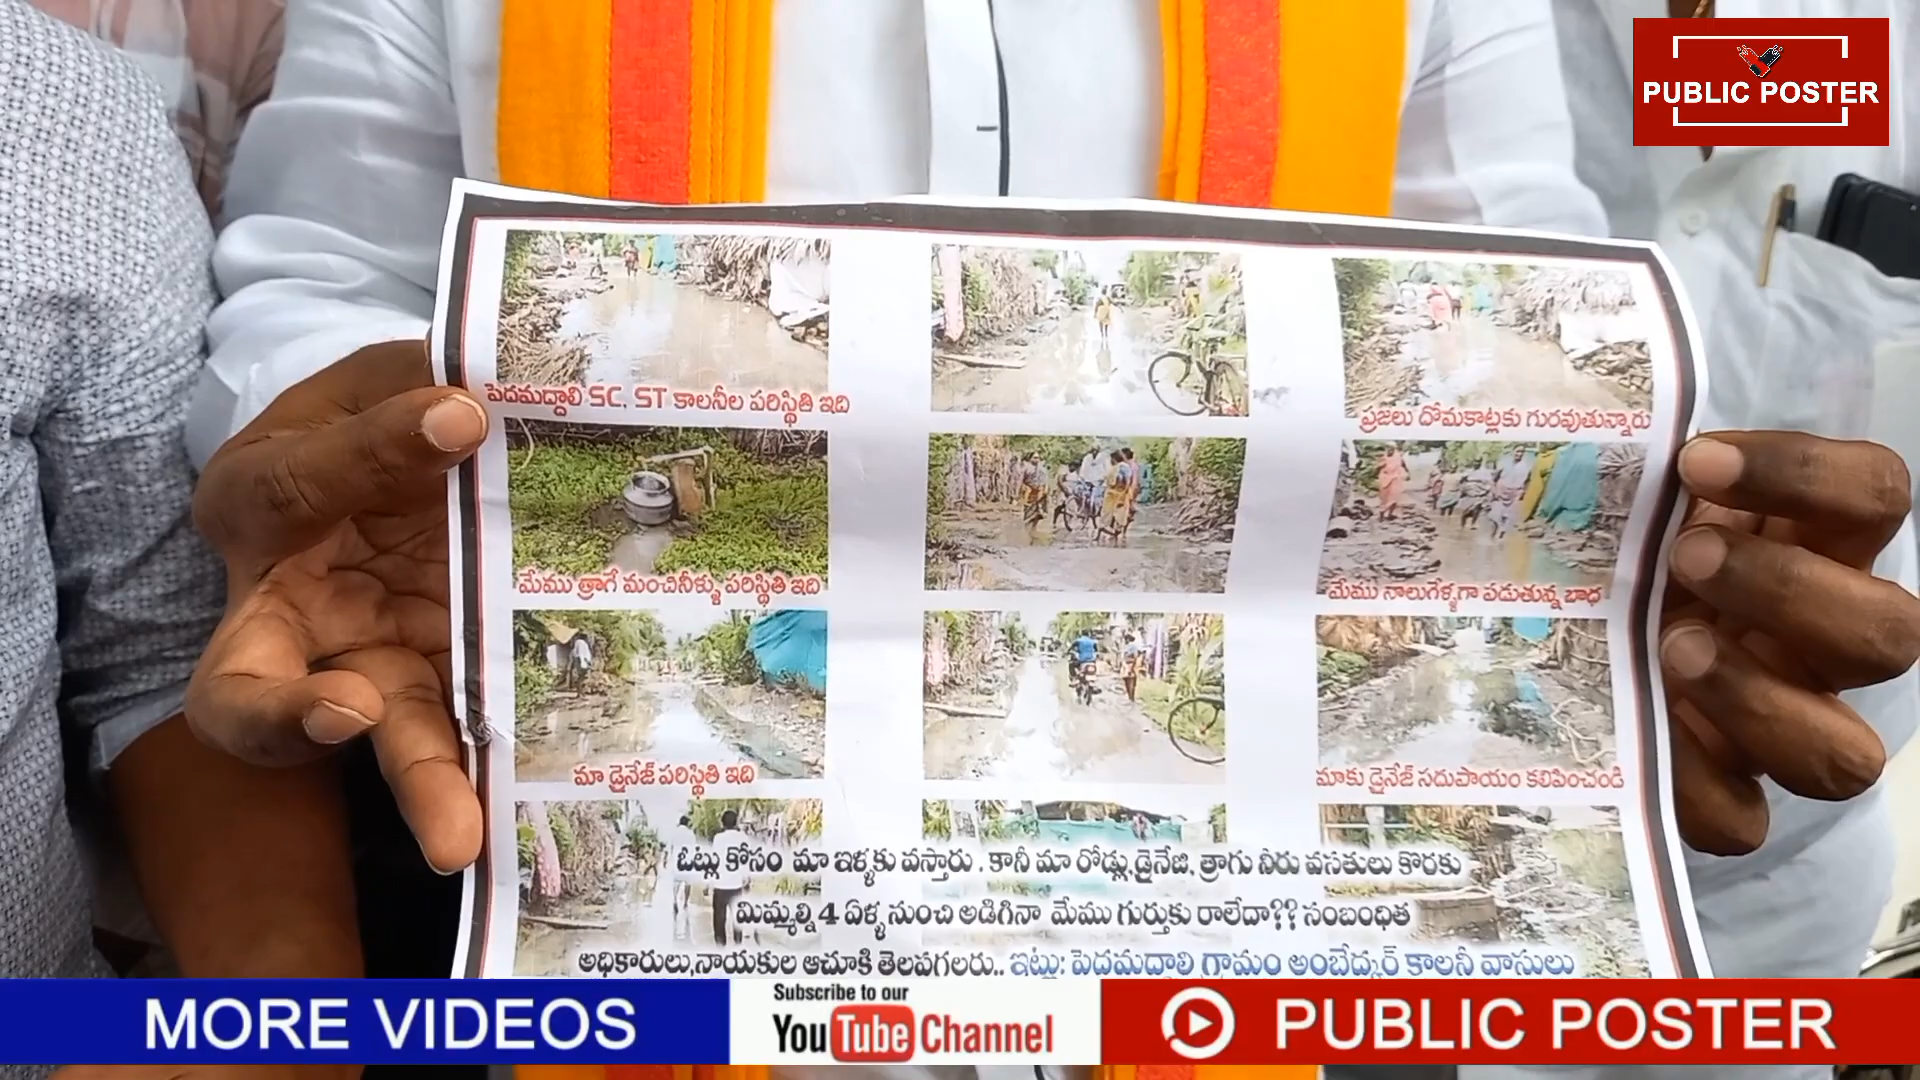 PUBLIC POSTER
పెదమద్దాలి SC, ST కాలనీల పరిస్థితి ఇది
ప్రజలు దోమకాట్లకు గురవుతున్నారు
మేము త్రాగే మంచినీళ్ళు పరిస్థితి ఇది
మేము నాలుగేళ్ళగా పడుతున్న బాధ
మా డ్రైనేజ్ పరిస్థితి ఇది
మాకు డ్రైనేజ్ సదుపాయం కలిపించండి
ఓట్లు కోసం మా ఇళ్ళకు వస్తారు . కానీ మా రోడ్లు,డ్రైనేజి, త్రాగు నీరు వసతులు కొరకు
మిమ్మల్ని 4 ఏళ్ళ నుంచి అడిగినా మేము గుర్తుకు రాలేదా?? సంబంధిత
అధికారులు,నాయకుల ఆచూకి తెలపగలరు.. ఇట్లు: పెదమద్దాలి గ్రామం అంబేద్కర్ కాలనీ వాసులు
MORE VIDEOS
Subscribe to our
YouTube Channel
PUBLIC POSTER